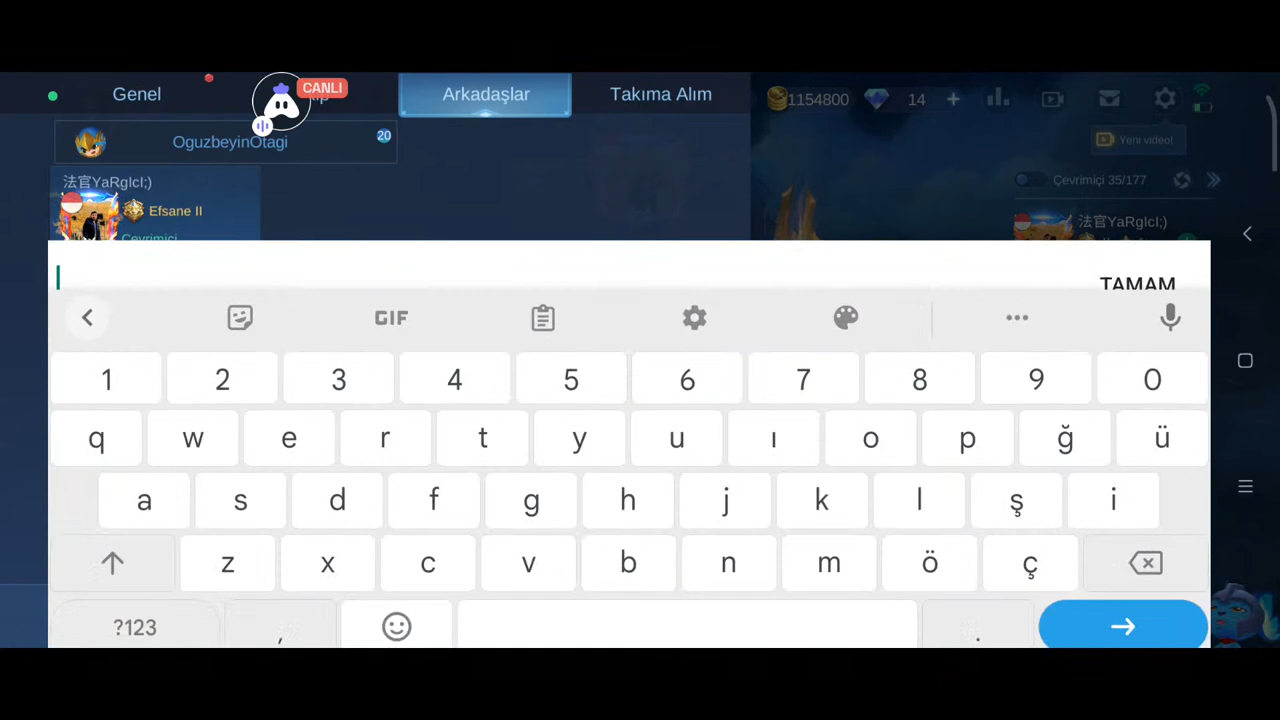 Genel
CANLI
Arkadaşlar
Takıma Alım
1154800
14
+
OguzbeyinOtagi
20
Yeni video!
法官YaRgIcI;)
Efsane II
Çevrimiçi
Çevrimiçi 35/177
法官YaRgIcI;)
TAMAM
GIF
1 2 3 4 5 6 7 8 9 0
q w e r t y u ı o p ğ ü
a s d f g h j k l ş i
z x c v b n m ö ç
?123 , .